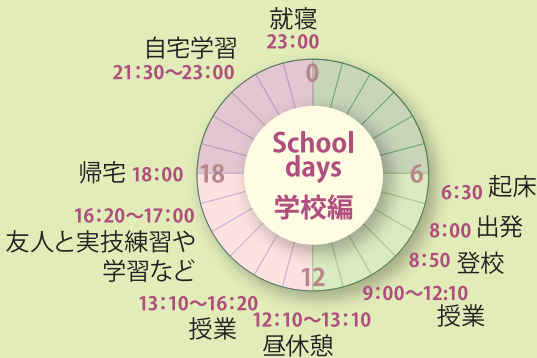 就寝
23:00
自宅学習
21:30～23:00
0
帰宅 18:00
18
School
days
学校編
6
6:30 起床
8:00 出発
8:50 登校
9:00～12:10
授業
12
12:10～13:10
昼休憩
13:10～16:20
授業
16:20～17:00
友人と実技練習や
学習など